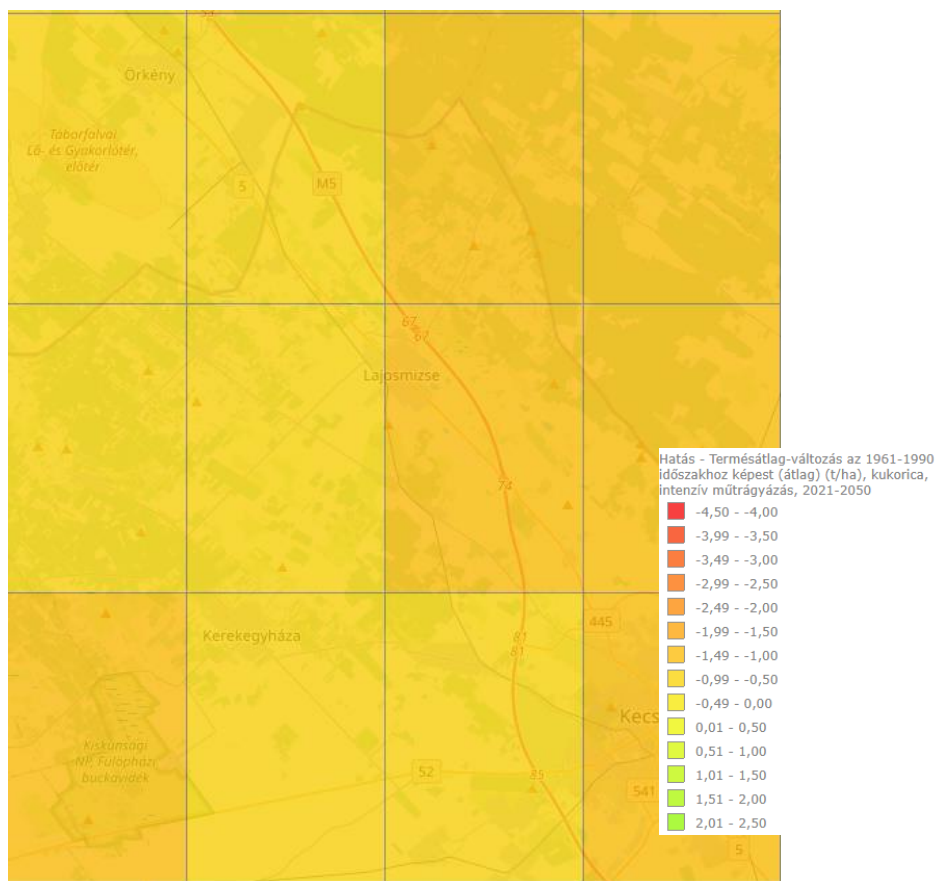 53
Örkény
Táborfalvai
Lő- és Gyakorlótér,
előtér
5
M5
67
67
Lajosmizse
74
Hatás - Termésátlag-változás az 1961-1990
időszakhoz képest (átlag) (t/ha), kukorica,
intenzív műtrágyázás, 2021-2050
-4,50 - -4,00
-3,99 - -3,50
-3,49 - -3,00
-2,99 - -2,50
-2,49 - -2,00
-1,99 - -1,50
-1,49 - -1,00
-0,99 - -0,50
-0,49 - 0,00
0,01 - 0,50
0,51 - 1,00
1,01 - 1,50
1,51 - 2,00
2,01 - 2,50
Kerekegyháza
81
81
445
Kecs
Kiskunsági
NP, Fülöpházi
buckavidék
52
85
541
5